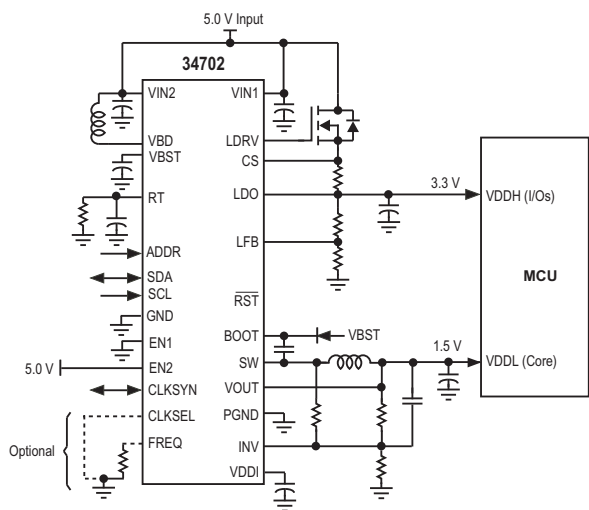 5.0 V Input
34702
VIN2
VIN1
VBD
LDRV
VBST
CS
RT
LDO
3.3 V
VDDH (I/Os)
LFB
ADDR
MCU
SDA
SCL
RST
GND
BOOT
VBST
EN1
SW
1.5 V
VDDL (Core)
5.0 V
EN2
VOUT
CLKSYN
CLKSEL
PGND
Optional
FREQ
INV
VDDI